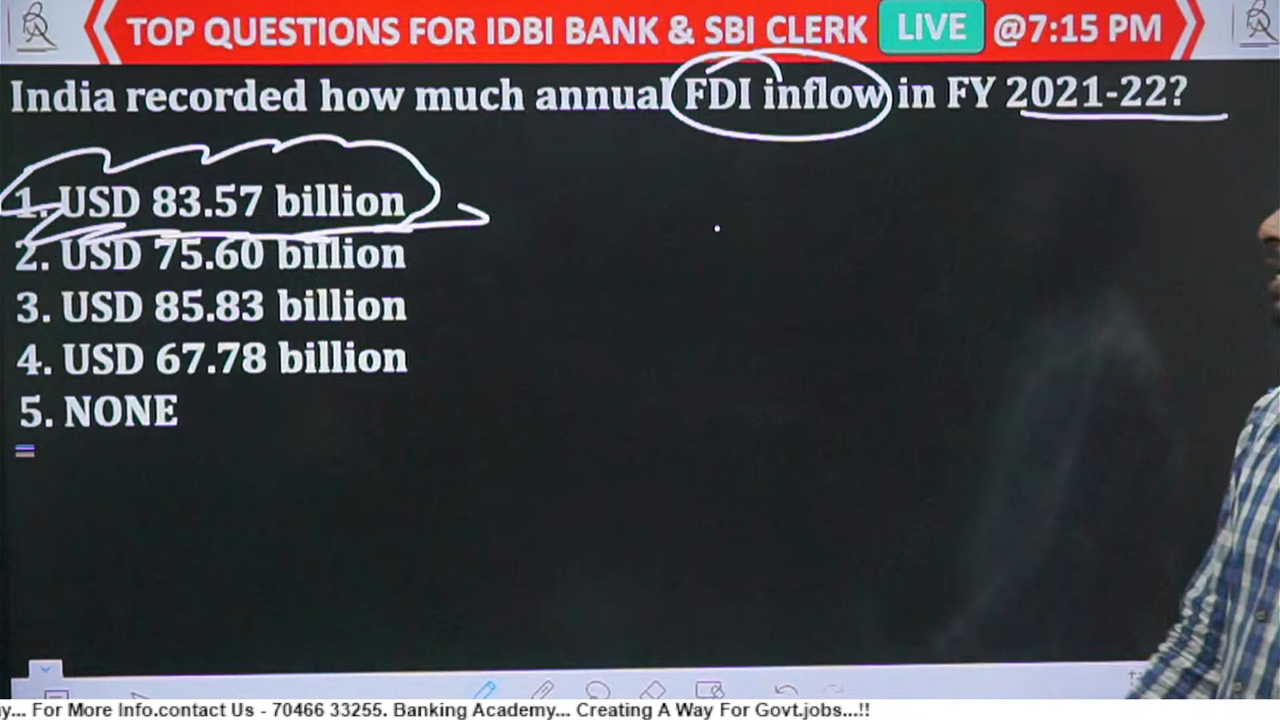 TOP QUESTIONS FOR IDBI BANK & SBI CLERK LIVE @7:15 PM
India recorded how much annual FDI inflow in FY 2021-22?
1. USD 83.57 billion
2. USD 75.60 billion
3. USD 85.83 billion
4. USD 67.78 billion
5. NONE
... For More Info.contact Us - 70466 33255. Banking Academy... Creating A Way For Govt.jobs...!!